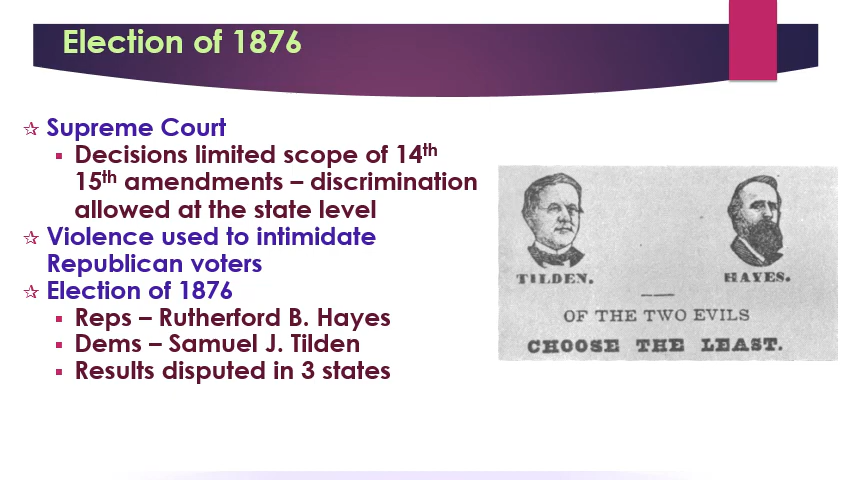 Election of 1876
☆ Supreme Court
▪ Decisions limited scope of 14th
15th amendments – discrimination
allowed at the state level
☆ Violence used to intimidate
Republican voters
☆ Election of 1876
▪ Reps – Rutherford B. Hayes
▪ Dems – Samuel J. Tilden
▪ Results disputed in 3 states
TILDEN. HAYES.
OF THE TWO EVILS
CHOOSE THE LEAST.